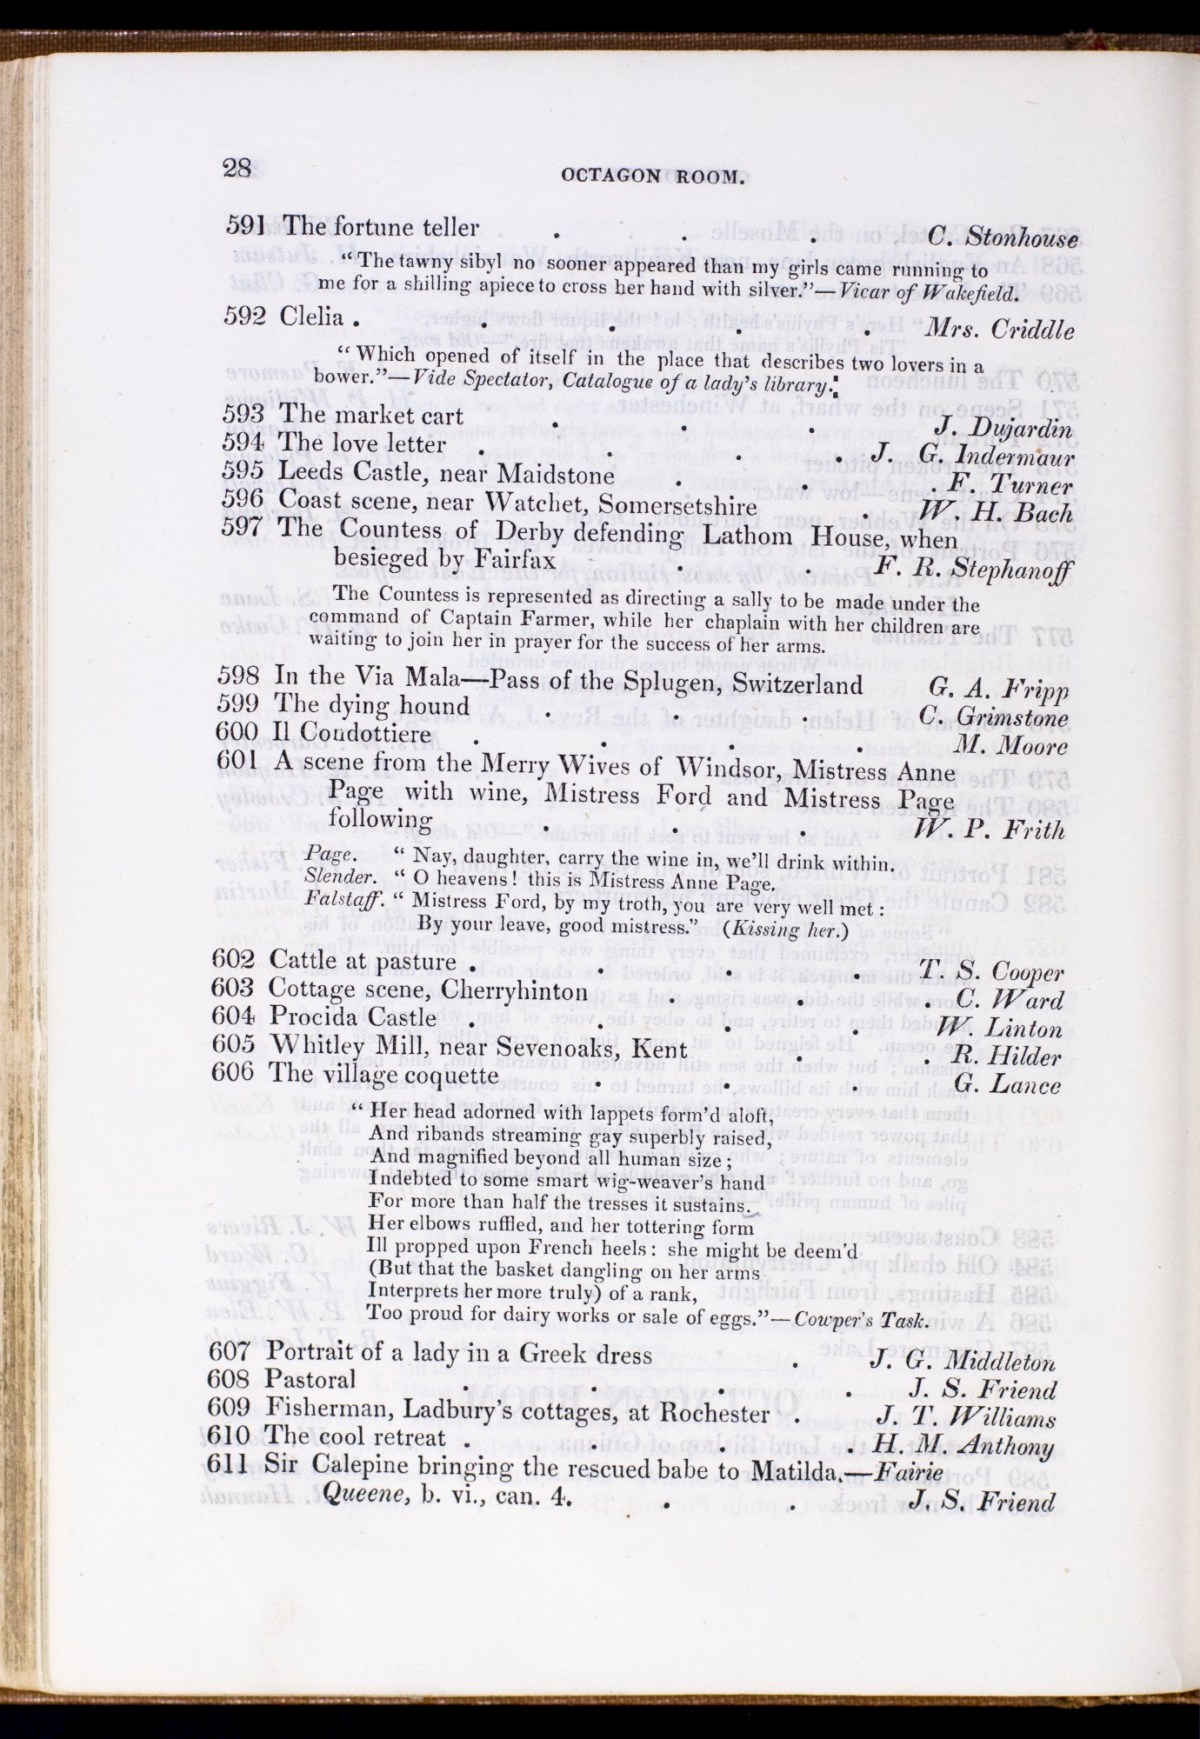 28
OCTAGON ROOM.
591 The fortune teller . . . C. Stonhouse
“The tawny sibyl no sooner appeared than my girls came running to
me for a shilling apiece to cross her hand with silver.”—Vicar of Wakefield.
592 Clelia . . . . . Mrs. Criddle
“Which opened of itself in the place that describes two lovers in a
bower.”—Vide Spectator, Catalogue of a lady’s library.
593 The market cart . . . J. Dujardin
594 The love letter . . . . J. G. Indermaur
595 Leeds Castle, near Maidstone . . F. Turner
596 Coast scene, near Watchet, Somersetshire . W. H. Bach
597 The Countess of Derby defending Lathom House, when
besieged by Fairfax . . F. R. Stephanoff
The Countess is represented as directing a sally to be made under the
command of Captain Farmer, while her chaplain with her children are
waiting to join her in prayer for the success of her arms.
598 In the Via Mala—Pass of the Splugen, Switzerland G. A. Fripp
599 The dying hound . . . C. Grimstone
600 Il Condottiere . . . . M. Moore
601 A scene from the Merry Wives of Windsor, Mistress Anne
Page with wine, Mistress Ford and Mistress Page
following . . . W. P. Frith
Page. “ Nay, daughter, carry the wine in, we’ll drink within.
Slender. “ O heavens! this is Mistress Anne Page.
Falstaff. “ Mistress Ford, by my troth, you are very well met :
By your leave, good mistress.” (Kissing her.)
602 Cattle at pasture . . . . T. S. Cooper
603 Cottage scene, Cherryhinton . . . C. Ward
604 Procida Castle . . . . W. Linton
605 Whitley Mill, near Sevenoaks, Kent . . R. Hilder
606 The village coquette . . . G. Lance
“ Her head adorned with lappets form’d aloft,
And ribands streaming gay superbly raised,
And magnified beyond all human size ;
Indebted to some smart wig-weaver’s hand
For more than half the tresses it sustains.
Her elbows ruffled, and her tottering form
Ill propped upon French heels : she might be deem’d
(But that the basket dangling on her arms
Interprets her more truly) of a rank,
Too proud for dairy works or sale of eggs.”—Cowper’s Task.
607 Portrait of a lady in a Greek dress . J. G. Middleton
608 Pastoral . . . . J. S. Friend
609 Fisherman, Ladbury’s cottages, at Rochester . J. T. Williams
610 The cool retreat . . . . H. M. Anthony
611 Sir Calepine bringing the rescued babe to Matilda.—Fairie
Queene, b. vi., can. 4. . . J. S. Friend